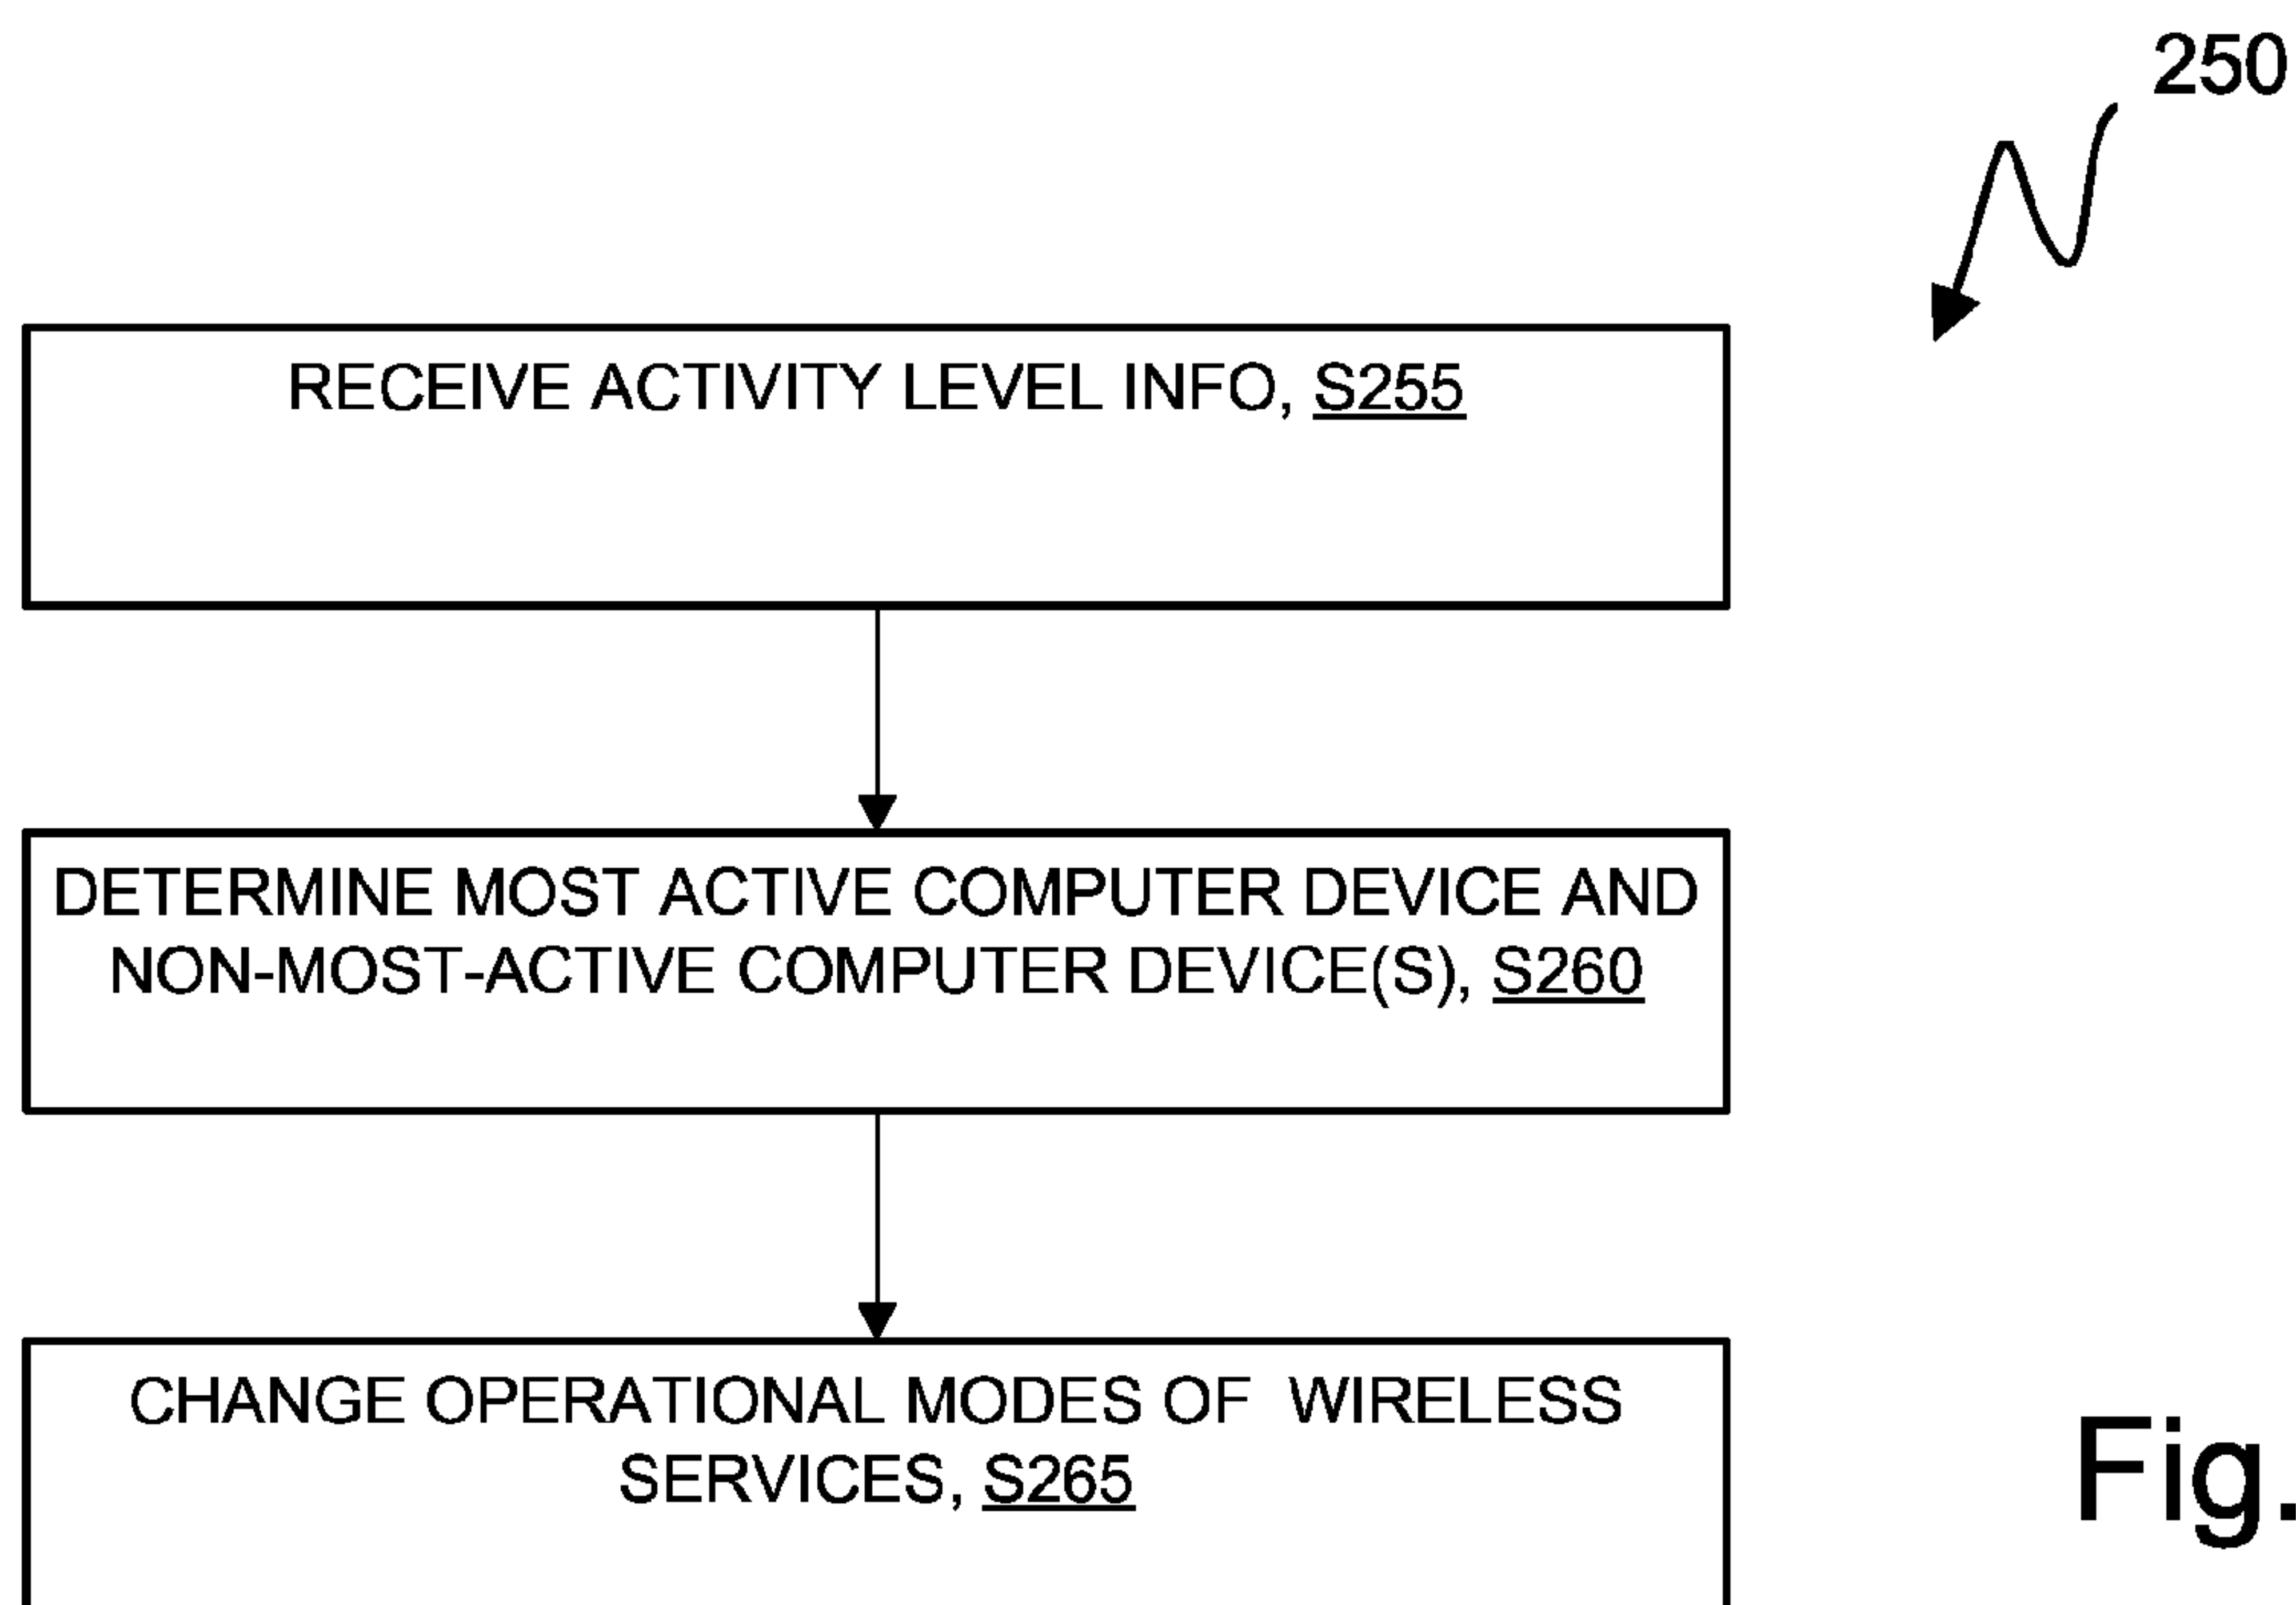 250
RECEIVE ACTIVITY LEVEL INFO, S255
DETERMINE MOST ACTIVE COMPUTER DEVICE AND
NON-MOST-ACTIVE COMPUTER DEVICE(S), S260
CHANGE OPERATIONAL MODES OF WIRELESS
SERVICES, S265
Fig.